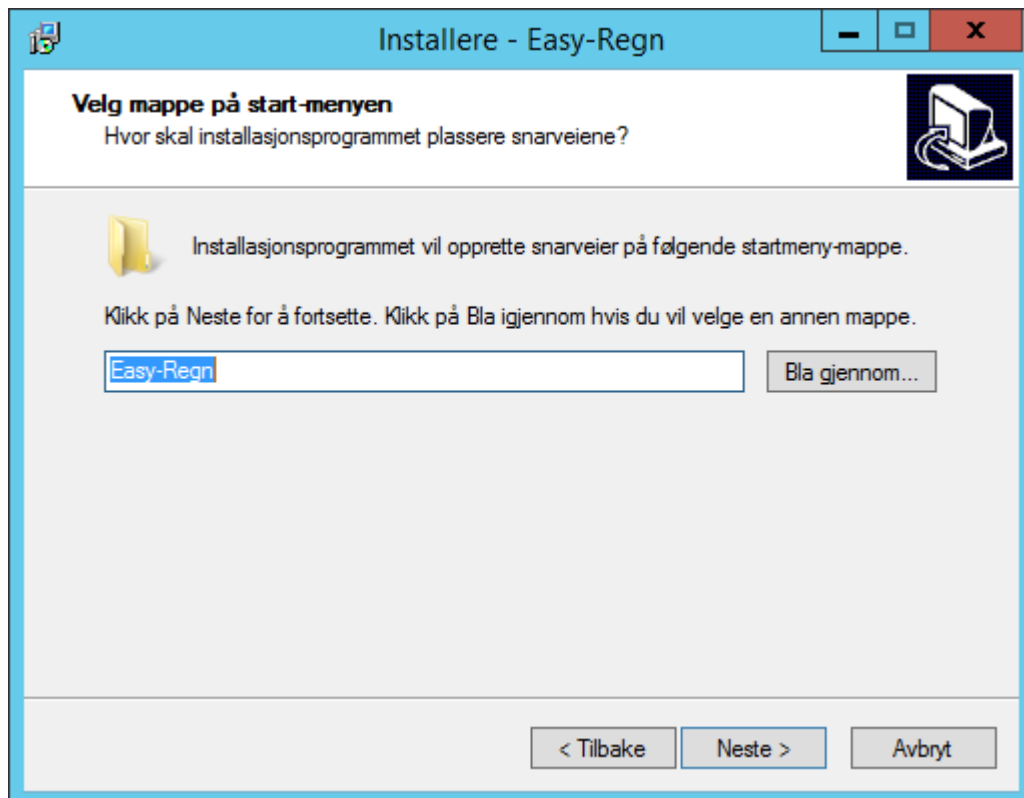 Installere - Easy-Regn
Velg mappe på start-menyen
Hvor skal installasjonsprogrammet plassere snarveiene?
Installasjonsprogrammet vil opprette snarveier på følgende startmeny-mappe.
Klikk på Neste for å fortsette. Klikk på Bla igjennom hvis du vil velge en annen mappe.
Easy-Regn
Bla gjennom...
< Tilbake
Neste >
Avbryt